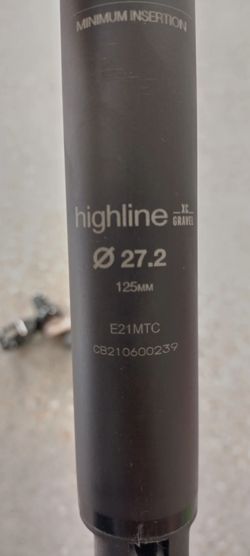 MINIMUM INSERTION
highline XC GRAVEL
Ø 27.2
125MM
E21MTC
CB210600239